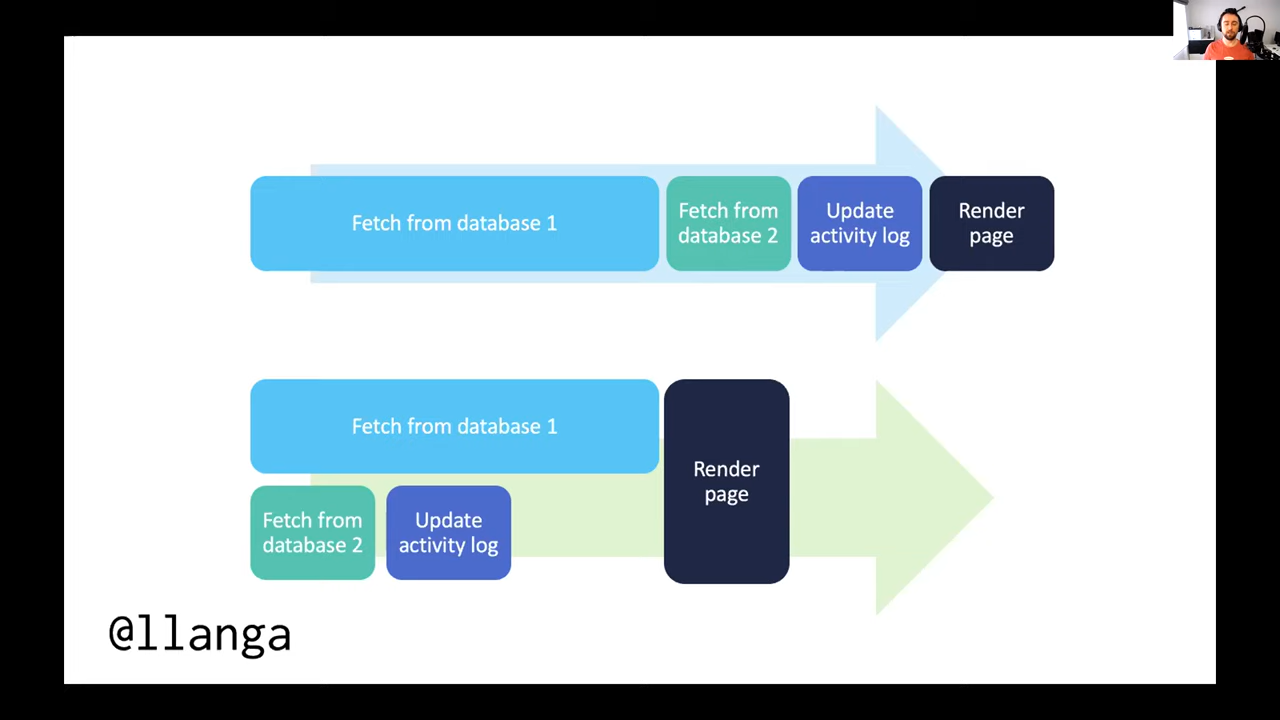 Fetch from database 1
Fetch from
database 2
Update
activity log
Render
page
Fetch from database 1
Render
page
Fetch from
database 2
Update
activity log
@llanga